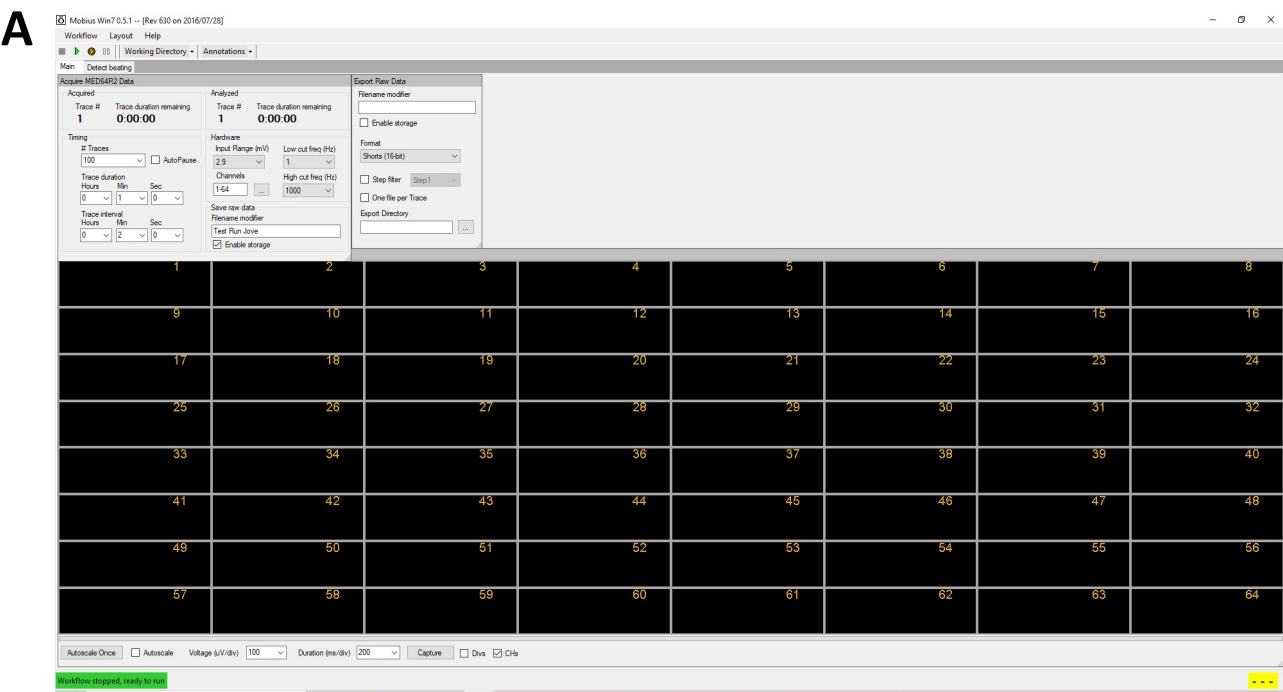 A
Mobius Win7 0.5.1 -- [Rev 630 on 2016/07/28]
Workflow Layout Help
Working Directory Annotations
Main Detect beating
Acquire MED64R2 Data
Acquired
Trace # Trace duration remaining
1 0:00:00
Analyzed
Trace # Trace duration remaining
1 0:00:00
Timing
# Traces
100 AutoPause
Trace duration
Hours Min Sec
0 1 0
Trace interval
Hours Min Sec
0 2 0
Hardware
Input Range (mV) Low cut freq (Hz)
2.9 1
Channels High cut freq (Hz)
1-64 ... 1000
Save raw data
Filename modifier
Test Run Jove
Enable storage
Export Raw Data
Filename modifier
Enable storage
Format
Shorts (16-bit)
Step filter Step1
One file per Trace
Export Directory
...
1 2 3 4 5 6 7 8
9 10 11 12 13 14 15 16
17 18 19 20 21 22 23 24
25 26 27 28 29 30 31 32
33 34 35 36 37 38 39 40
41 42 43 44 45 46 47 48
49 50 51 52 53 54 55 56
57 58 59 60 61 62 63 64
Autoscale Once Autoscale Voltage (uV/div) 100 Duration (ms/div) 200 Capture Divs CHs
Workflow stopped, ready to run
- - -